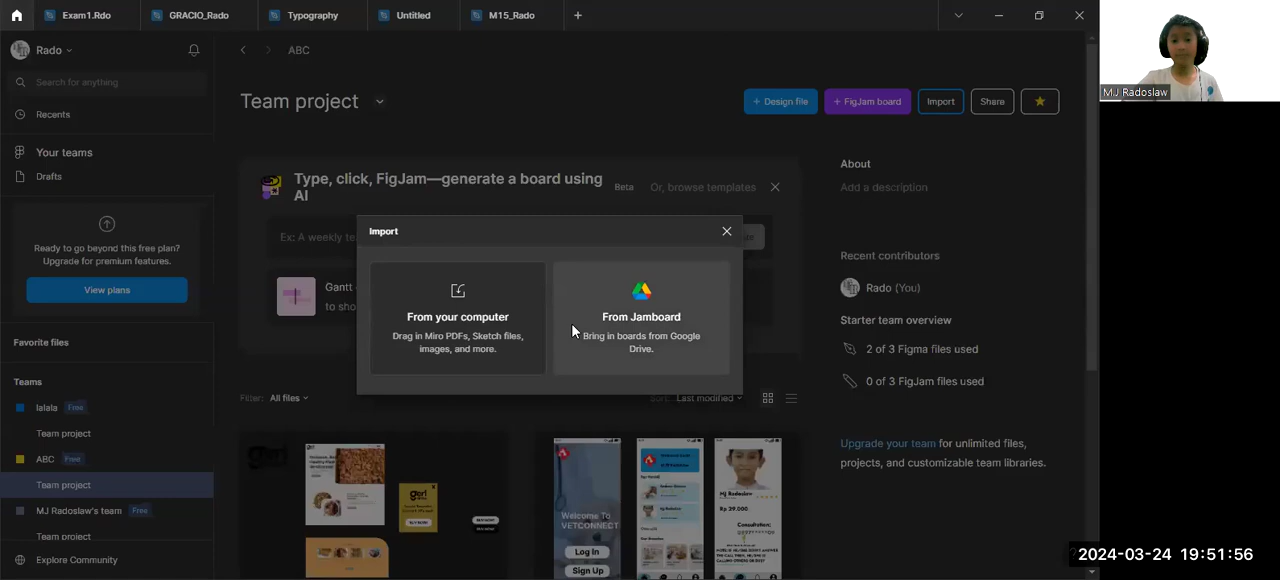 Exam1.Rdo
GRACIO_Rado
Typography
Untitled
M15_Rado
Rado
Search for anything
Recents
Your teams
Drafts
Ready to go beyond this free plan?
Upgrade for premium features.
View plans
Favorite files
Teams
lalala Free
Team project
ABC Free
Team project
MJ Radoslaw's team Free
Team project
Explore Community
ABC
Team project
+ Design file
+ FigJam board
Import
Share
Type, click, FigJam—generate a board using
AI
Beta
Or, browse templates
Ex: A weekly te
Gantt
to sho
Import
From your computer
Drag in Miro PDFs, Sketch files,
images, and more.
From Jamboard
Bring in boards from Google
Drive.
Filter: All files
Sort: Last modified
Welcome To
VETCONNECT
Log In
Sign Up
Mj Radoslaw
Rp 29.000
Consultation:
About
Add a description
Recent contributors
Rado (You)
Starter team overview
2 of 3 Figma files used
0 of 3 FigJam files used
Upgrade your team for unlimited files,
projects, and customizable team libraries.
MJ Radoslaw
2024-03-24 19:51:56